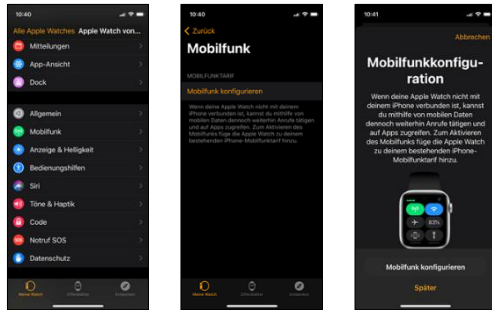 10:40
Alle Apple Watches Apple Watch von...
Mitteilungen
App-Ansicht
Dock
Allgemein
Mobilfunk
Anzeige & Helligkeit
Bedienungshilfen
Siri
Töne & Haptik
Code
Notruf SOS
Datenschutz
Meine Watch
10:40
Zurück
Mobilfunk
MOBILFUNKTARIF
Mobilfunk konfigurieren
Wenn deine Apple Watch nicht mit deinem
iPhone verbunden ist, kannst du mithilfe von
mobilen Daten dennoch weiterhin Anrufe tätigen
und auf Apps zugreifen. Zum Aktivieren des
Mobilfunks füge die Apple Watch zu deinem
bestehenden iPhone-Mobilfunktarif hinzu.
Meine Watch
10:41
Abbrechen
Mobilfunkkonfigu-
ration
Wenn deine Apple Watch nicht mit
deinem iPhone verbunden ist, kannst
du mithilfe von mobilen Daten
dennoch weiterhin Anrufe tätigen und
auf Apps zugreifen. Zum Aktivieren
des Mobilfunks füge die Apple Watch
zu deinem bestehenden iPhone-
Mobilfunktarif hinzu.
83%
Mobilfunk konfigurieren
Später